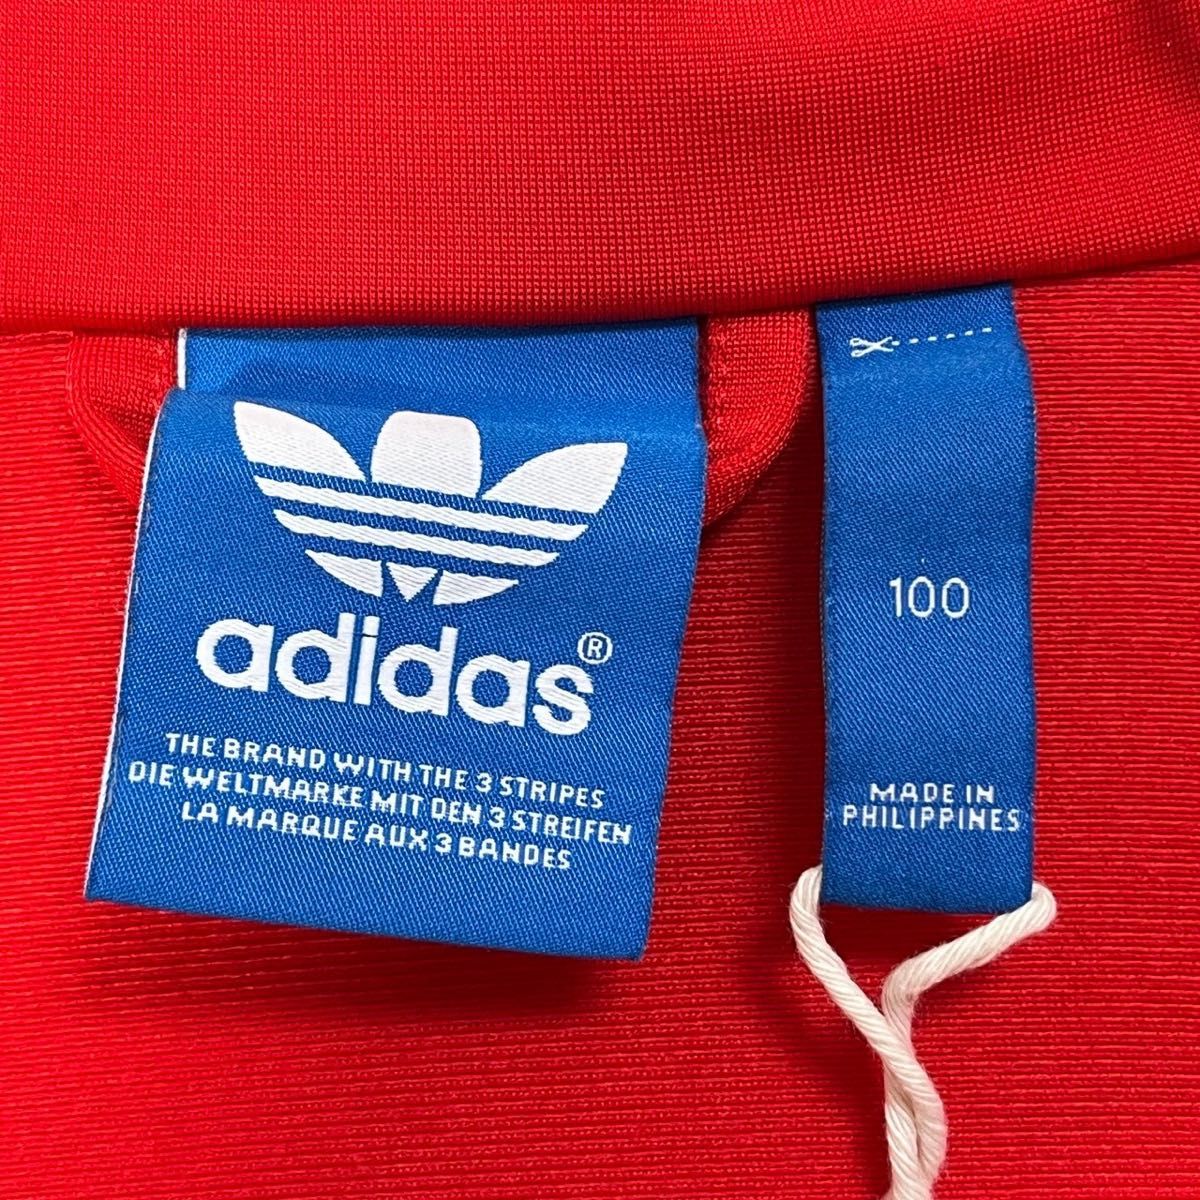 adidas®
THE BRAND WITH THE 3 STRIPES
DIE WELTMARKE MIT DEN 3 STREIFEN
LA MARQUE AUX 3 BANDES
100
MADE IN
PHILIPPINES